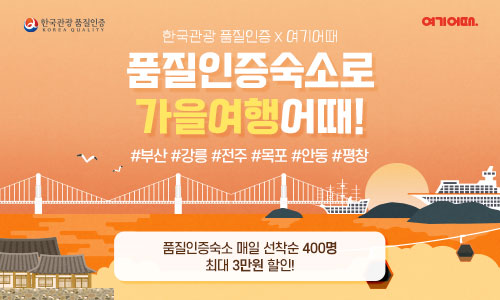 한국관광 품질인증
KOREA QUALITY
여기어때.
한국관광 품질인증 x 여기어때
품질인증숙소로
가을여행어때!
#부산 #강릉 #전주 #목포 #안동 #평창
품질인증숙소 매일 선착순 400명
최대 3만원 할인!